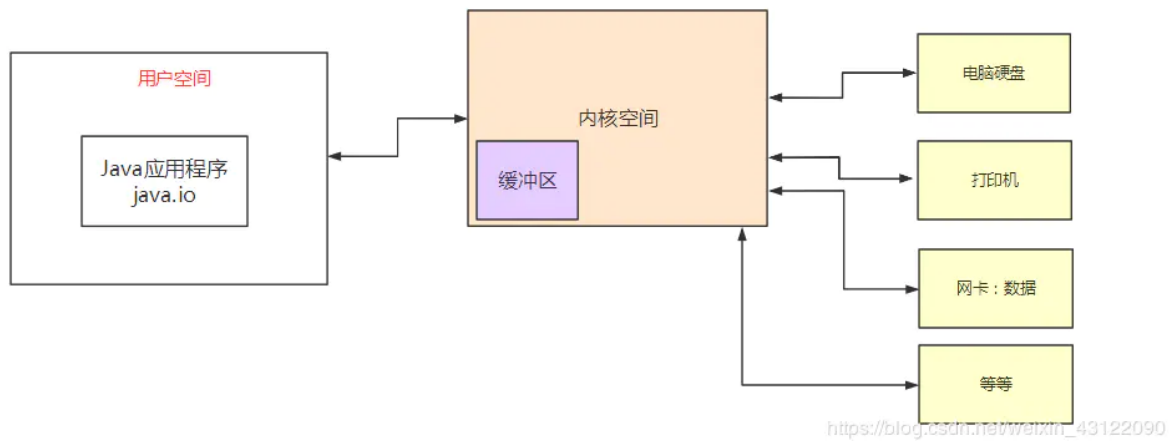 用户空间
Java应用程序
java.io
内核空间
缓冲区
电脑硬盘
打印机
网卡：数据
等等
https://blog.csdn.net/weixin_43122090